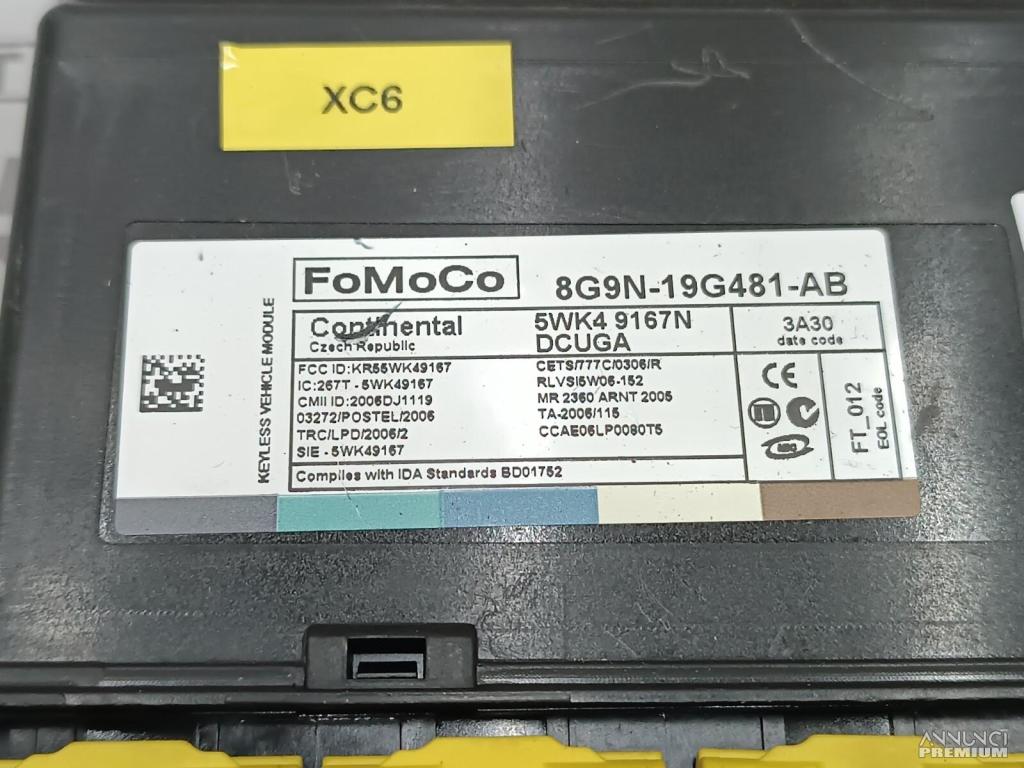 XC6
FoMoCo
8G9N-19G481-AB
KEYLESS VEHICLE MODULE
Continental
Czech Republic
5WK4 9167N
DCUGA
3A30
date code
FCC ID:KR55WK49167
IC:267T - 5WK49167
CMII ID:2006DJ1119
03272/POSTEL/2006
TRC/LPD/2006/2
SIE - 5WK49167
CETS/777C/0306/R
RLVSI5W06-152
MR 2360 ARNT 2005
TA-2006/115
CCAE06LP0080T5
CE
FT_012
EOL code
Complies with IDA Standards BD01752
ANNUNCI
PREMIUM